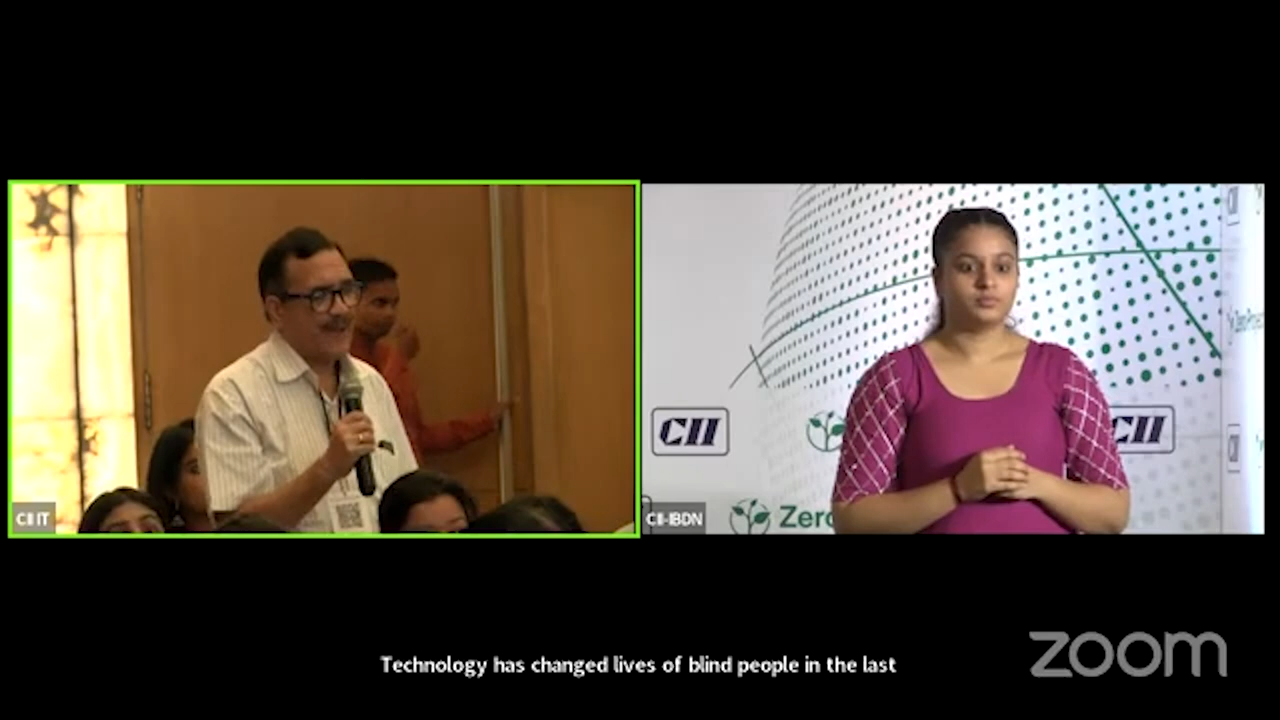 CII
CII
CII IT
CII-IBDN
Zero
Technology has changed lives of blind people in the last
zoom